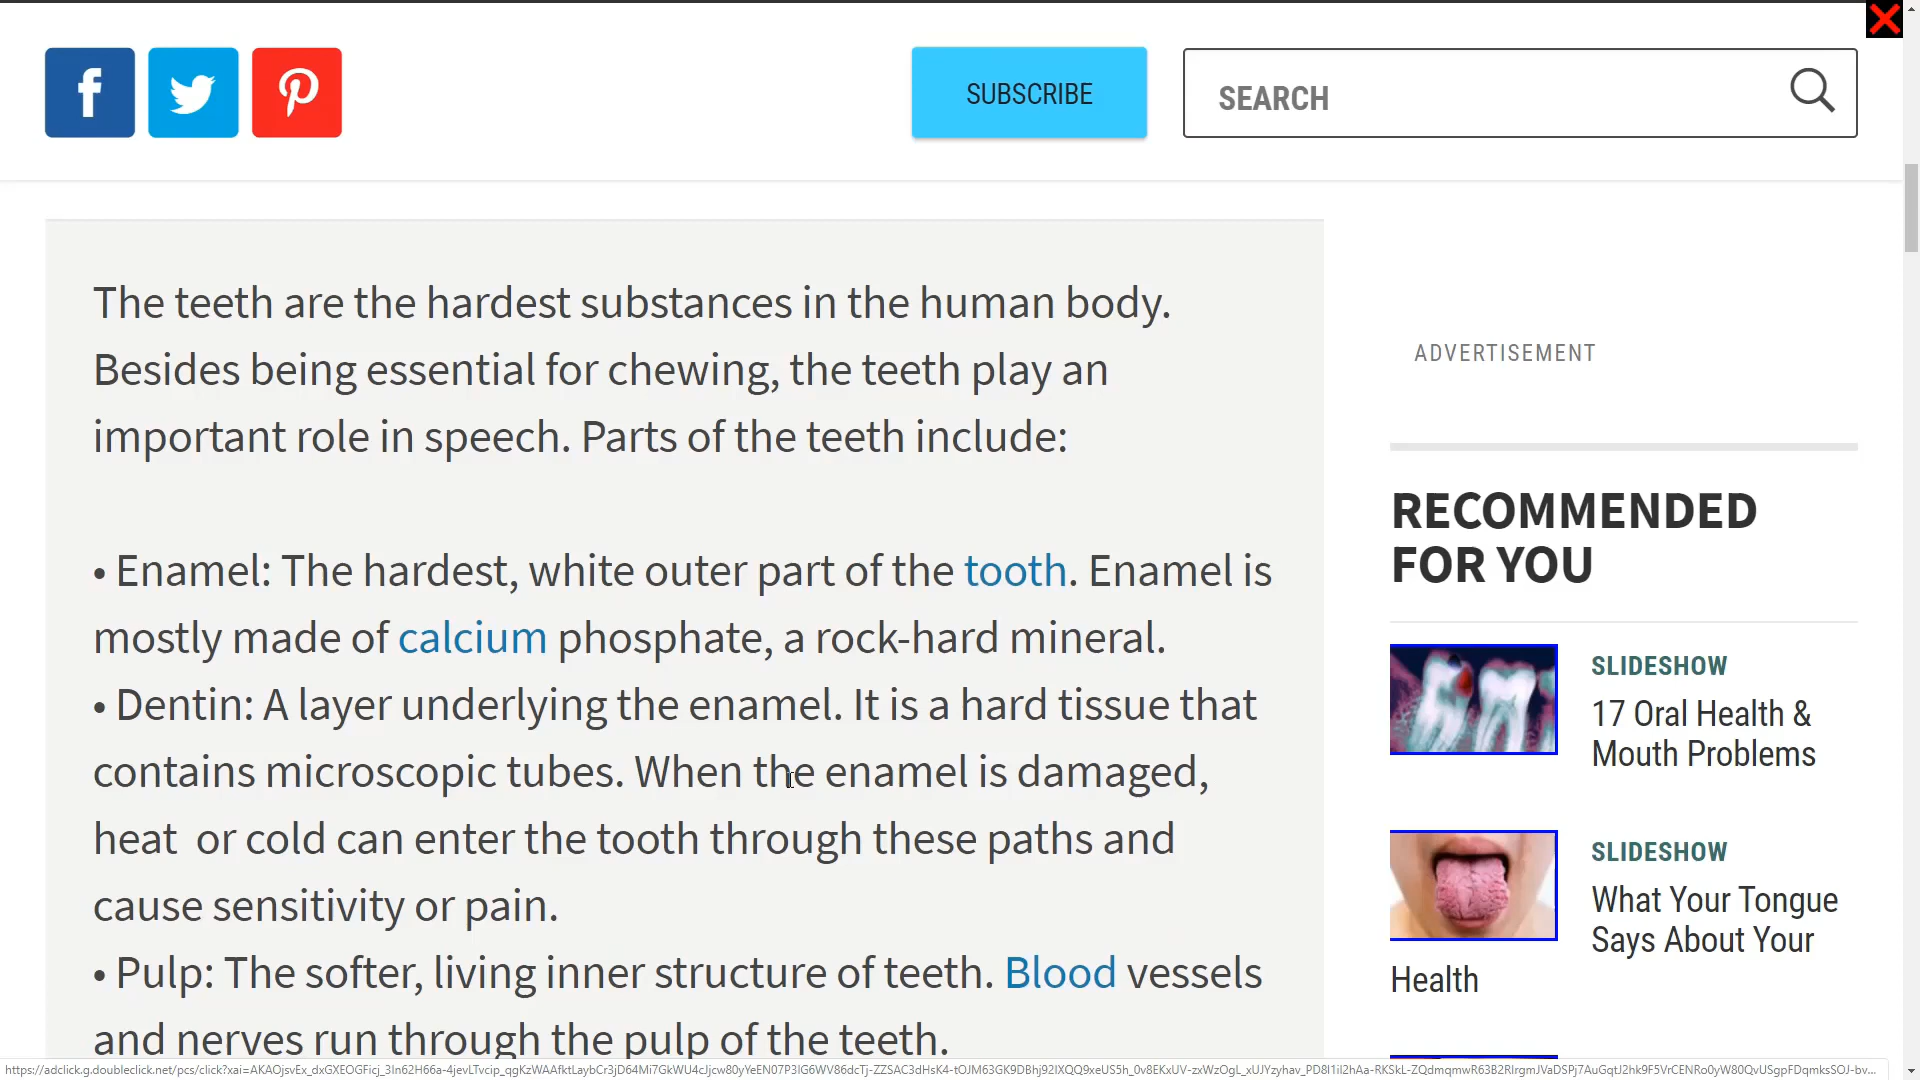 SUBSCRIBE
SEARCH
The teeth are the hardest substances in the human body.
Besides being essential for chewing, the teeth play an
important role in speech. Parts of the teeth include:
• Enamel: The hardest, white outer part of the tooth. Enamel is
mostly made of calcium phosphate, a rock-hard mineral.
• Dentin: A layer underlying the enamel. It is a hard tissue that
contains microscopic tubes. When the enamel is damaged,
heat or cold can enter the tooth through these paths and
cause sensitivity or pain.
• Pulp: The softer, living inner structure of teeth. Blood vessels
and nerves run through the pulp of the teeth.
ADVERTISEMENT
RECOMMENDED
FOR YOU
SLIDESHOW
17 Oral Health &
Mouth Problems
SLIDESHOW
What Your Tongue
Says About Your
Health